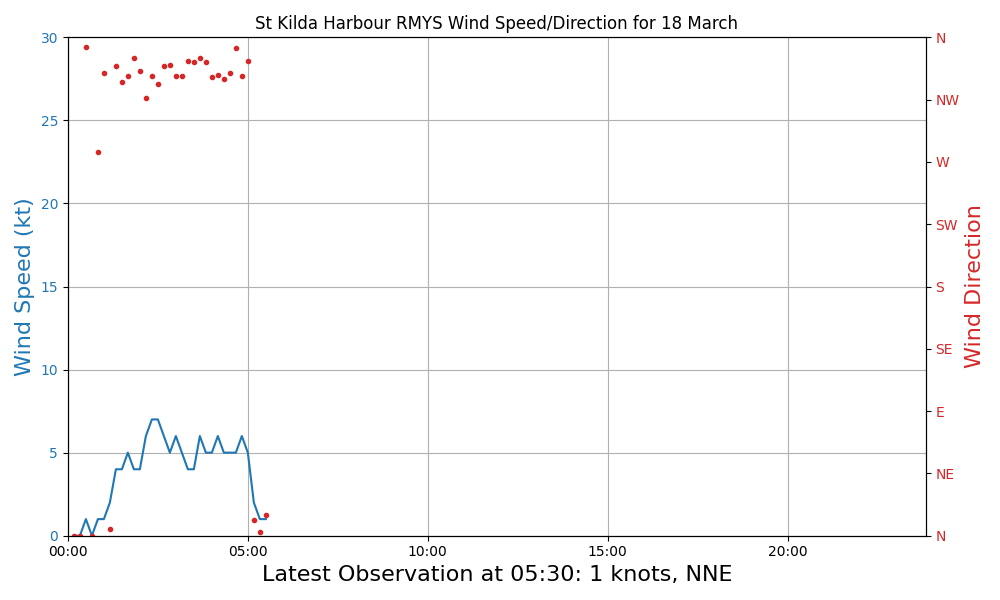 St Kilda Harbour RMYS Wind Speed/Direction for 18 March
30
25
20
15
10
5
0
Wind Speed (kt)
N
NW
W
SW
S
SE
E
NE
N
Wind Direction
00:00 05:00 10:00 15:00 20:00
Latest Observation at 05:30: 1 knots, NNE